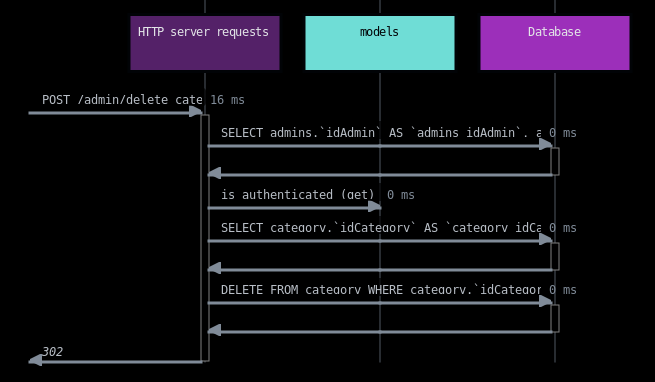 HTTP server requests
models
Database
POST /admin/delete cate 16 ms
SELECT admins.`idAdmin` AS `admins idAdmin`. a 0 ms
is authenticated (get) 0 ms
SELECT category.`idCategory` AS `category idCa 0 ms
DELETE FROM category WHERE category.`idCategor 0 ms
302